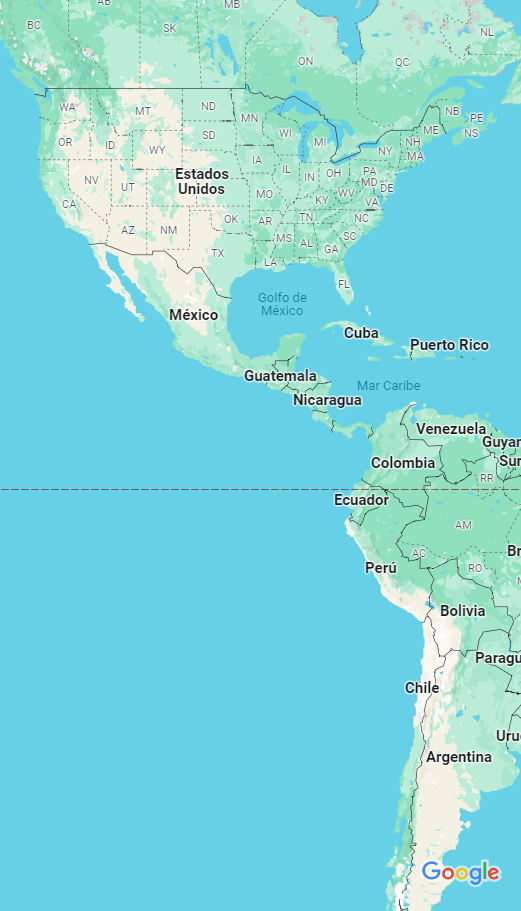 AB
MB
BC
SK
NL
ON
QC
WA
MT
ND
MN
NB
PE
NS
ME
OR
ID
SD
WI
MI
NY
NH
MA
WY
IA
IL
IN
OH
PA
MD
DE
NV
UT
Estados
Unidos
MO
KY
WV
VA
CA
AZ
NM
OK
AR
TN
NC
SC
TX
MS
AL
GA
LA
FL
Golfo de
México
México
Cuba
Puerto Rico
Guatemala
Mar Caribe
Nicaragua
Venezuela
Guyan
Colombia
Sur
RR
Ecuador
AM
AC
Br
Perú
RO
Bolivia
Paragu
Chile
Uru
Argentina
Google